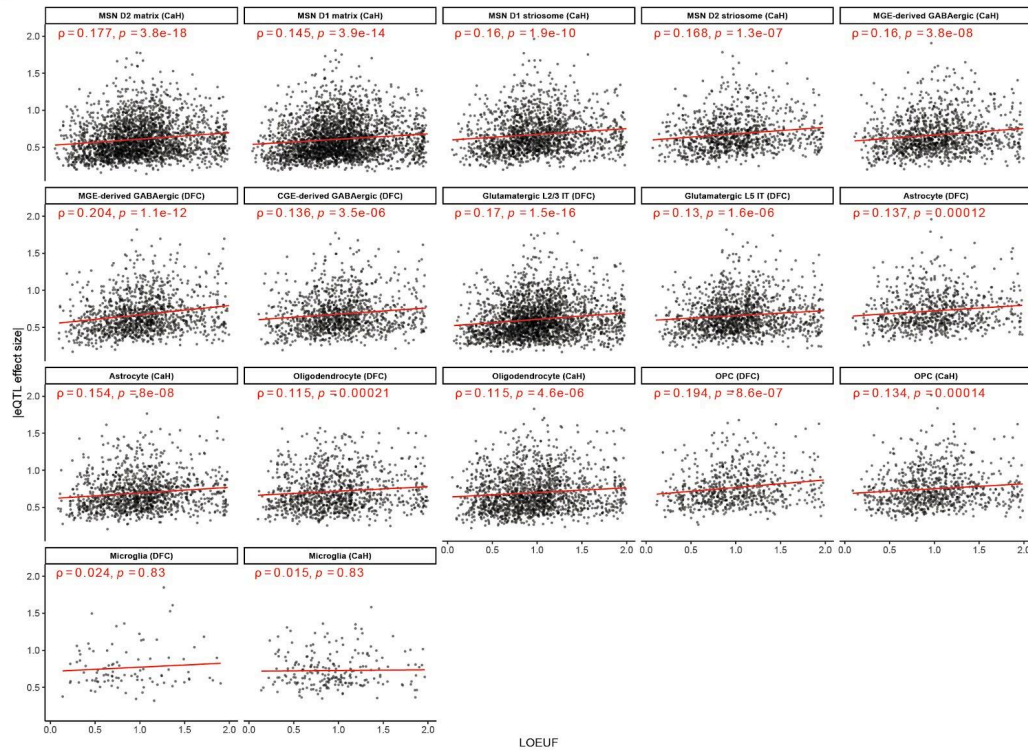 MSN D2 matrix (CaH)
MSN D1 matrix (CaH)
MSN D1 striosome (CaH)
MSN D2 striosome (CaH)
MGE-derived GABAergic (CaH)
ρ = 0.177, p = 3.8e-18
ρ = 0.145, p = 3.9e-14
ρ = 0.16, p = 1.9e-10
ρ = 0.168, p = 1.3e-07
ρ = 0.16, p = 3.8e-08
2.0
1.5
1.0
0.5
MGE-derived GABAergic (DFC)
CGE-derived GABAergic (DFC)
Glutamatergic L2/3 IT (DFC)
Glutamatergic L5 IT (DFC)
Astrocyte (DFC)
ρ = 0.204, p = 1.1e-12
ρ = 0.136, p = 3.5e-06
ρ = 0.17, p = 1.5e-16
ρ = 0.13, p = 1.6e-06
ρ = 0.137, p = 0.00012
2.0
1.5
1.0
0.5
|eQTL effect size|
Astrocyte (CaH)
Oligodendrocyte (DFC)
Oligodendrocyte (CaH)
OPC (DFC)
OPC (CaH)
ρ = 0.154, p = 8e-08
ρ = 0.115, p = 0.00021
ρ = 0.115, p = 4.6e-06
ρ = 0.194, p = 8.6e-07
ρ = 0.134, p = 0.00014
2.0
1.5
1.0
0.5
0.0 0.5 1.0 1.5 2.0
0.0 0.5 1.0 1.5 2.0
0.0 0.5 1.0 1.5 2.0
Microglia (DFC)
Microglia (CaH)
ρ = 0.024, p = 0.83
ρ = 0.015, p = 0.83
2.0
1.5
1.0
0.5
0.0 0.5 1.0 1.5 2.0
0.0 0.5 1.0 1.5 2.0
LOEUF